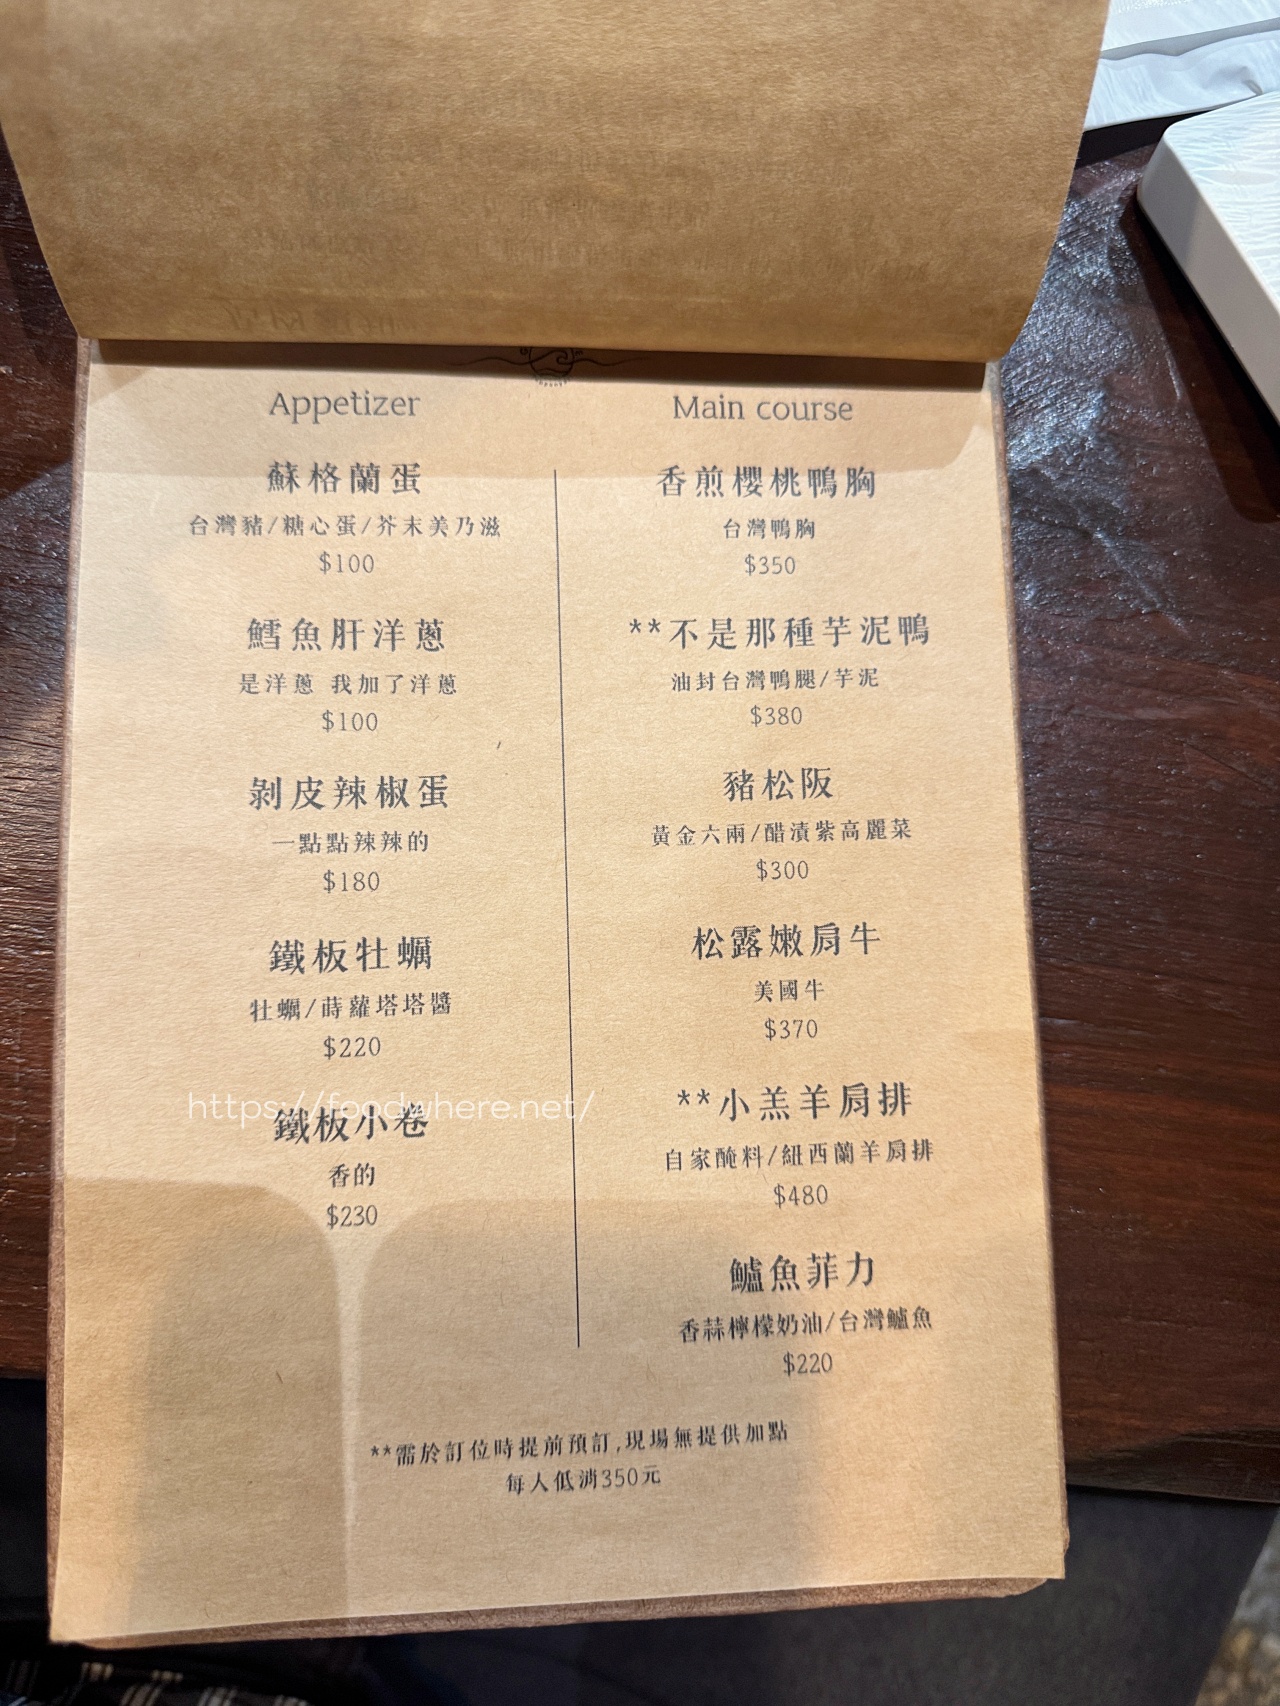 Appetizer
蘇格蘭蛋
台灣豬/糖心蛋/芥末美乃滋
$100
鱈魚肝洋蔥
是洋蔥 我加了洋蔥
$100
剝皮辣椒蛋
一點點辣辣的
$180
鐵板牡蠣
牡蠣/蒔蘿塔塔醬
$220
https://foodwhere.net/
鐵板小卷
香的
$230
Main course
香煎櫻桃鴨胸
台灣鴨胸
$350
**不是那種芋泥鴨
油封台灣鴨腿/芋泥
$380
豬松阪
黃金六兩/醋漬紫高麗菜
$300
松露嫩肩牛
美國牛
$370
**小羔羊肩排
自家醃料/紐西蘭羊肩排
$480
鱸魚菲力
香蒜檸檬奶油/台灣鱸魚
$220
**需於訂位時提前預訂,現場無提供加點
每人低消350元